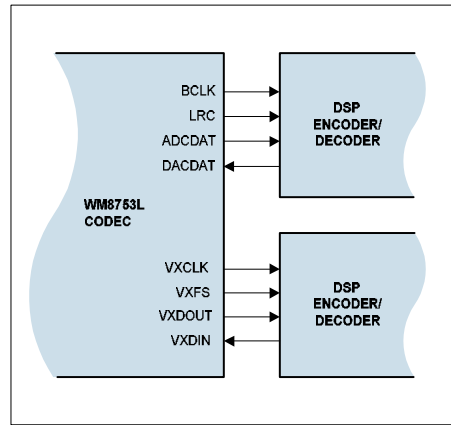 BCLK
LRC
ADCDAT
DACDAT
DSP
ENCODER/
DECODER
WM8753L
CODEC
VXCLK
VXFS
VXDOUT
VXDIN
DSP
ENCODER/
DECODER